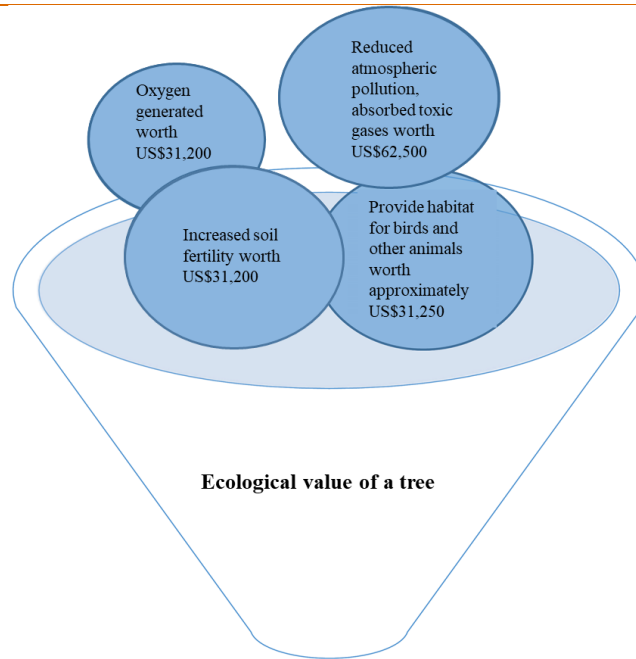 Oxygen
generated
worth
US$31,200
Reduced
atmospheric
pollution,
absorbed toxic
gases worth
US$62,500
Increased soil
fertility worth
US$31,200
Provide habitat
for birds and
other animals
worth
approximately
US$31,250
Ecological value of a tree